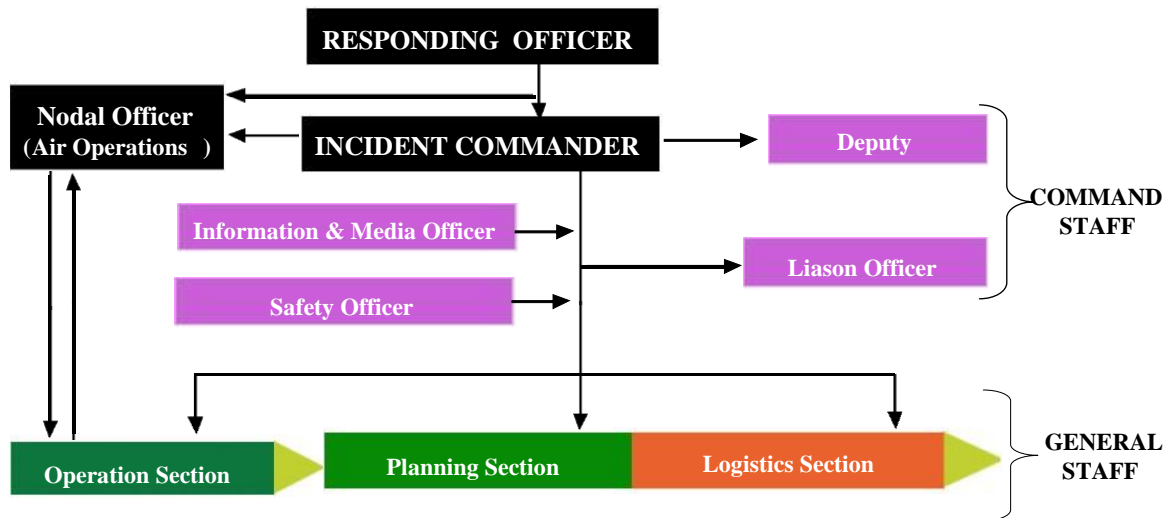 RESPONDING OFFICER
Nodal Officer
(Air Operations )
INCIDENT COMMANDER
Deputy
COMMAND
STAFF
Information & Media Officer
Liason Officer
Safety Officer
Operation Section
Planning Section
Logistics Section
GENERAL
STAFF